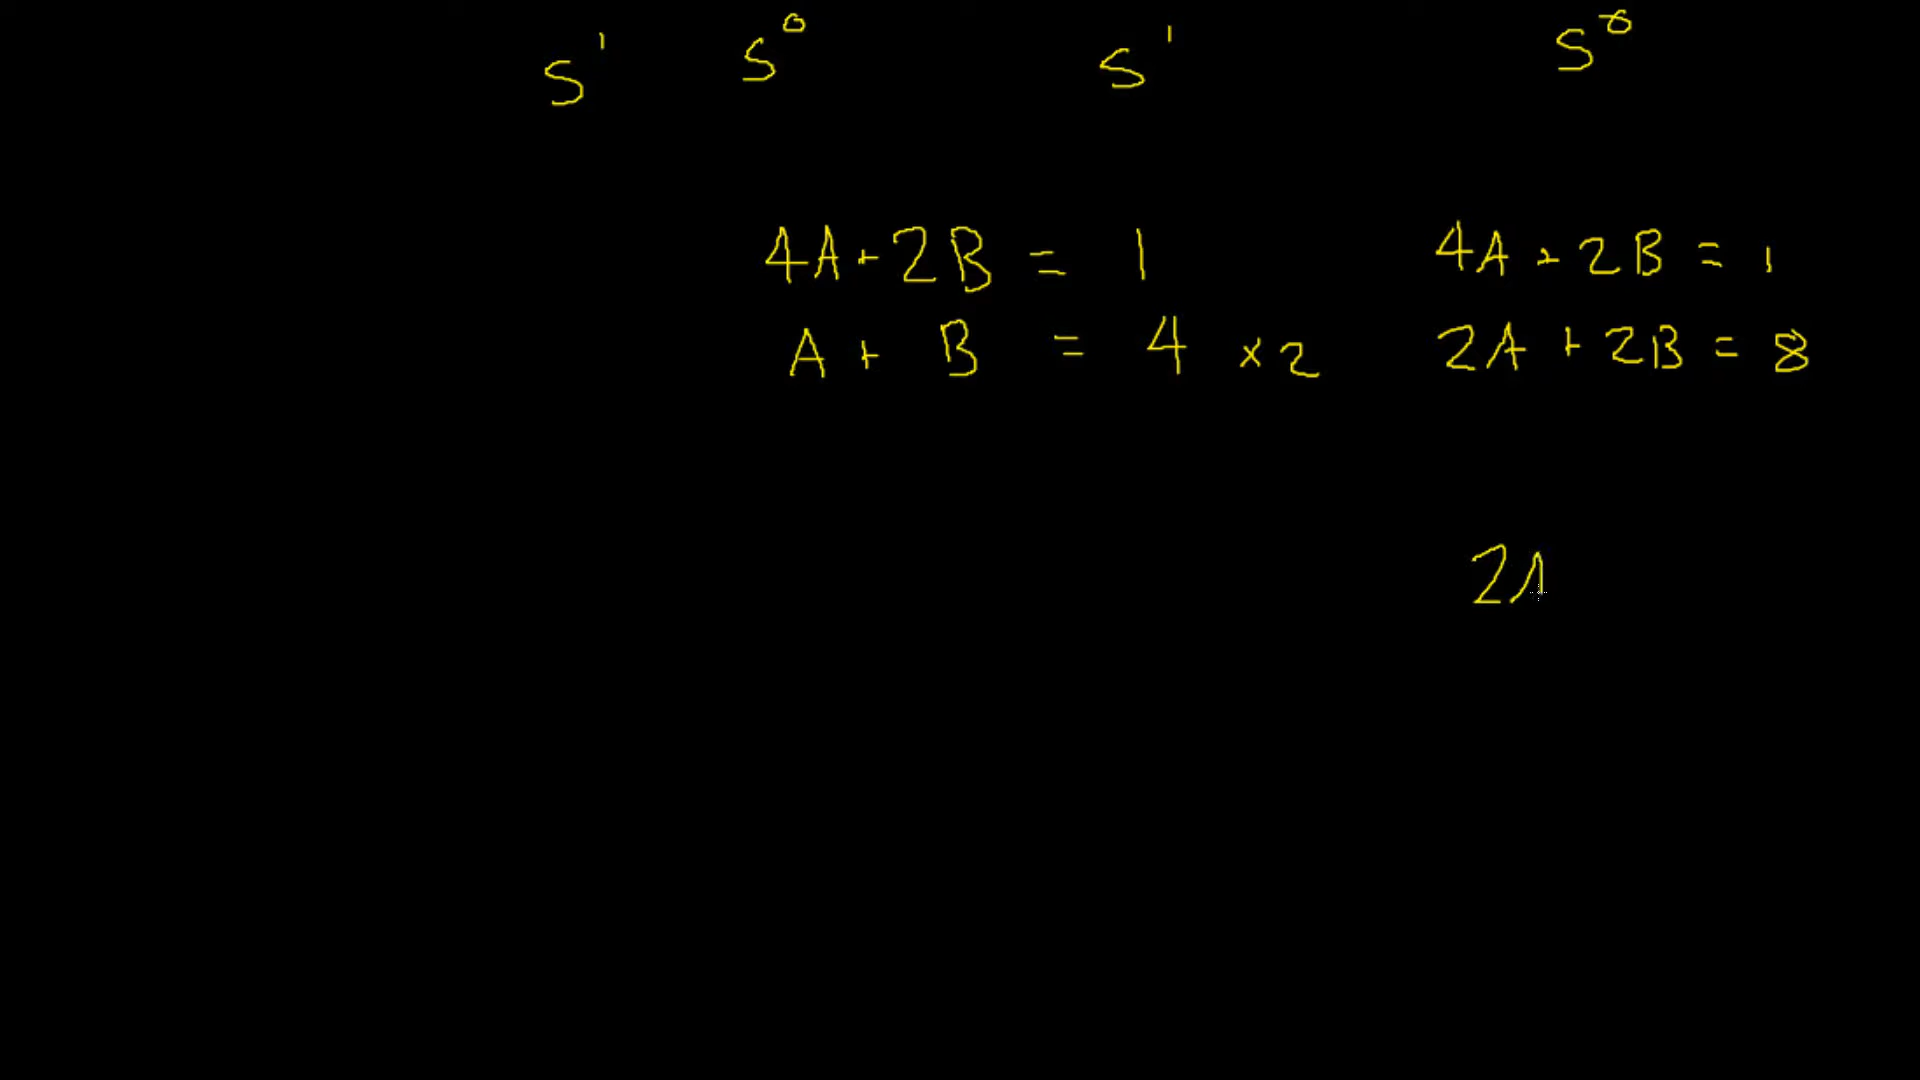 S¹ S⁰ S¹ S⁰
4A + 2B = 1 4A + 2B = 1
A + B = 4 × 2 2A + 2B = 8
2A